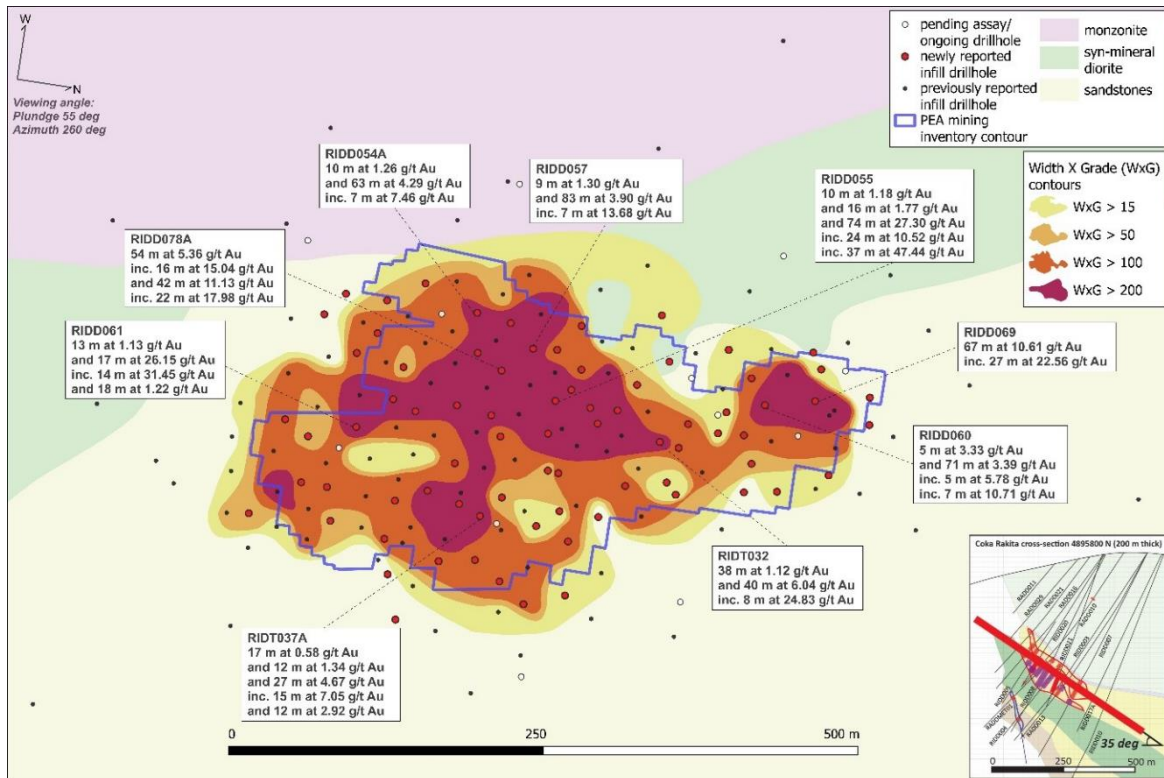 W
N
Viewing angle:
Plundge 55 deg
Azimuth 260 deg
pending assay/
ongoing drillhole
newly reported
infill drillhole
previously reported
infill drillhole
PEA mining
inventory contour
monzonite
syn-mineral
diorite
sandstones
Width X Grade (WxG)
contours
WxG > 15
WxG > 50
WxG > 100
WxG > 200
RIDD054A
10 m at 1.26 g/t Au
and 63 m at 4.29 g/t Au
inc. 7 m at 7.46 g/t Au
RIDD057
9 m at 1.30 g/t Au
and 83 m at 3.90 g/t Au
inc. 7 m at 13.68 g/t Au
RIDD055
10 m at 1.18 g/t Au
and 16 m at 1.77 g/t Au
and 74 m at 27.30 g/t Au
inc. 24 m at 10.52 g/t Au
inc. 37 m at 47.44 g/t Au
RIDD078A
54 m at 5.36 g/t Au
inc. 16 m at 15.04 g/t Au
and 42 m at 11.13 g/t Au
inc. 22 m at 17.98 g/t Au
RIDD061
13 m at 1.13 g/t Au
and 17 m at 26.15 g/t Au
inc. 14 m at 31.45 g/t Au
and 18 m at 1.22 g/t Au
RIDD069
67 m at 10.61 g/t Au
inc. 27 m at 22.56 g/t Au
RIDD060
5 m at 3.33 g/t Au
and 71 m at 3.39 g/t Au
inc. 5 m at 5.78 g/t Au
inc. 7 m at 10.71 g/t Au
RIDT032
38 m at 1.12 g/t Au
and 40 m at 6.04 g/t Au
inc. 8 m at 24.83 g/t Au
RIDT037A
17 m at 0.58 g/t Au
and 12 m at 1.34 g/t Au
and 27 m at 4.67 g/t Au
inc. 15 m at 7.05 g/t Au
and 12 m at 2.92 g/t Au
0 250 500 m
Coka Rakita cross-section 4895800 N (200 m thick)
35 deg
0 250 500 m